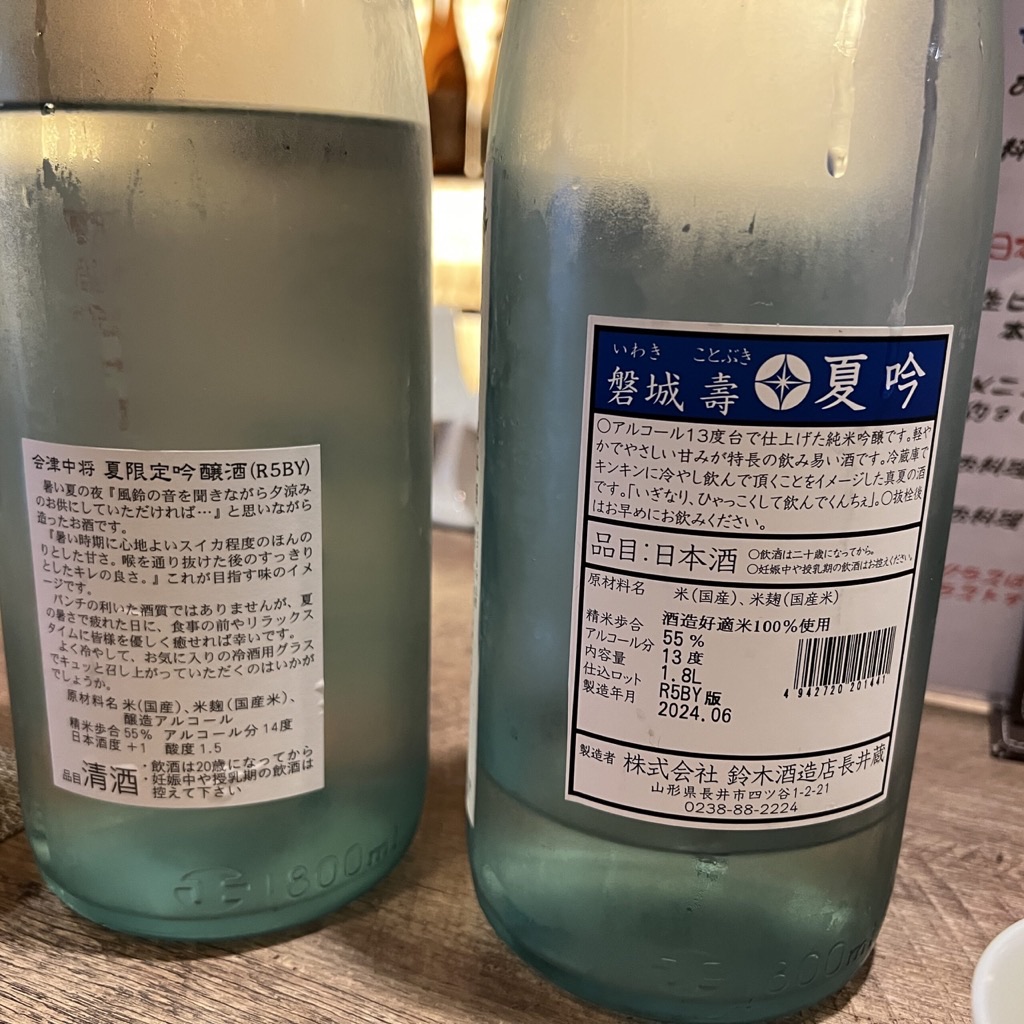 会津中将 夏限定吟醸酒(R5BY)
暑い夏の夜『風鈴の音を聞きながら夕涼み
のお供にしていただければ…』と思いながら
造ったお酒です。
『暑い時期に心地よいスイカ程度のほんの
りとした甘さ。喉を通り抜けた後のすっきり
としたキレの良さ。』これが目指す味のイメ
ージです。
パンチの利いた酒質ではありませんが、夏
の暑さで疲れた日に、食事の前やリラックス
タイムに皆様を優しく癒せれば幸いです。
よく冷やして、お気に入りの冷酒用グラス
でキュッと召し上がっていただくのはいかが
でしょうか。
原材料名 米(国産)、米麹(国産米)、
醸造アルコール
精米歩合55% アルコール分14度
日本酒度+1 酸度1.5
品目 清酒
・飲酒は20歳になってから
・妊娠中や授乳期の飲酒は
控えて下さい
1800ml
いわき ことぶき
磐城 壽 夏吟
○アルコール13度台で仕上げた純米吟醸です。軽や
かでやさしい甘みが特長の飲み易い酒です。冷蔵庫で
キンキンに冷やし飲んで頂くことをイメージした真夏の酒
です。「いぎなり、ひゃっこくして飲んでくんちぇ」。○抜栓後
はお早めにお飲みください。
品目:日本酒
○飲酒は二十歳になってから。
○妊娠中や授乳期の飲酒はお控えください。
原材料名 米(国産)、米麹(国産米)
酒造好適米100%使用
精米歩合 55%
アルコール分 13度
内容量 1.8L
仕込ロット R5BY版
製造年月 2024.06
4 942720 201441
製造者 株式会社 鈴木酒造店長井蔵
山形県長井市四ツ谷1-2-21
0238-88-2224
1800ml